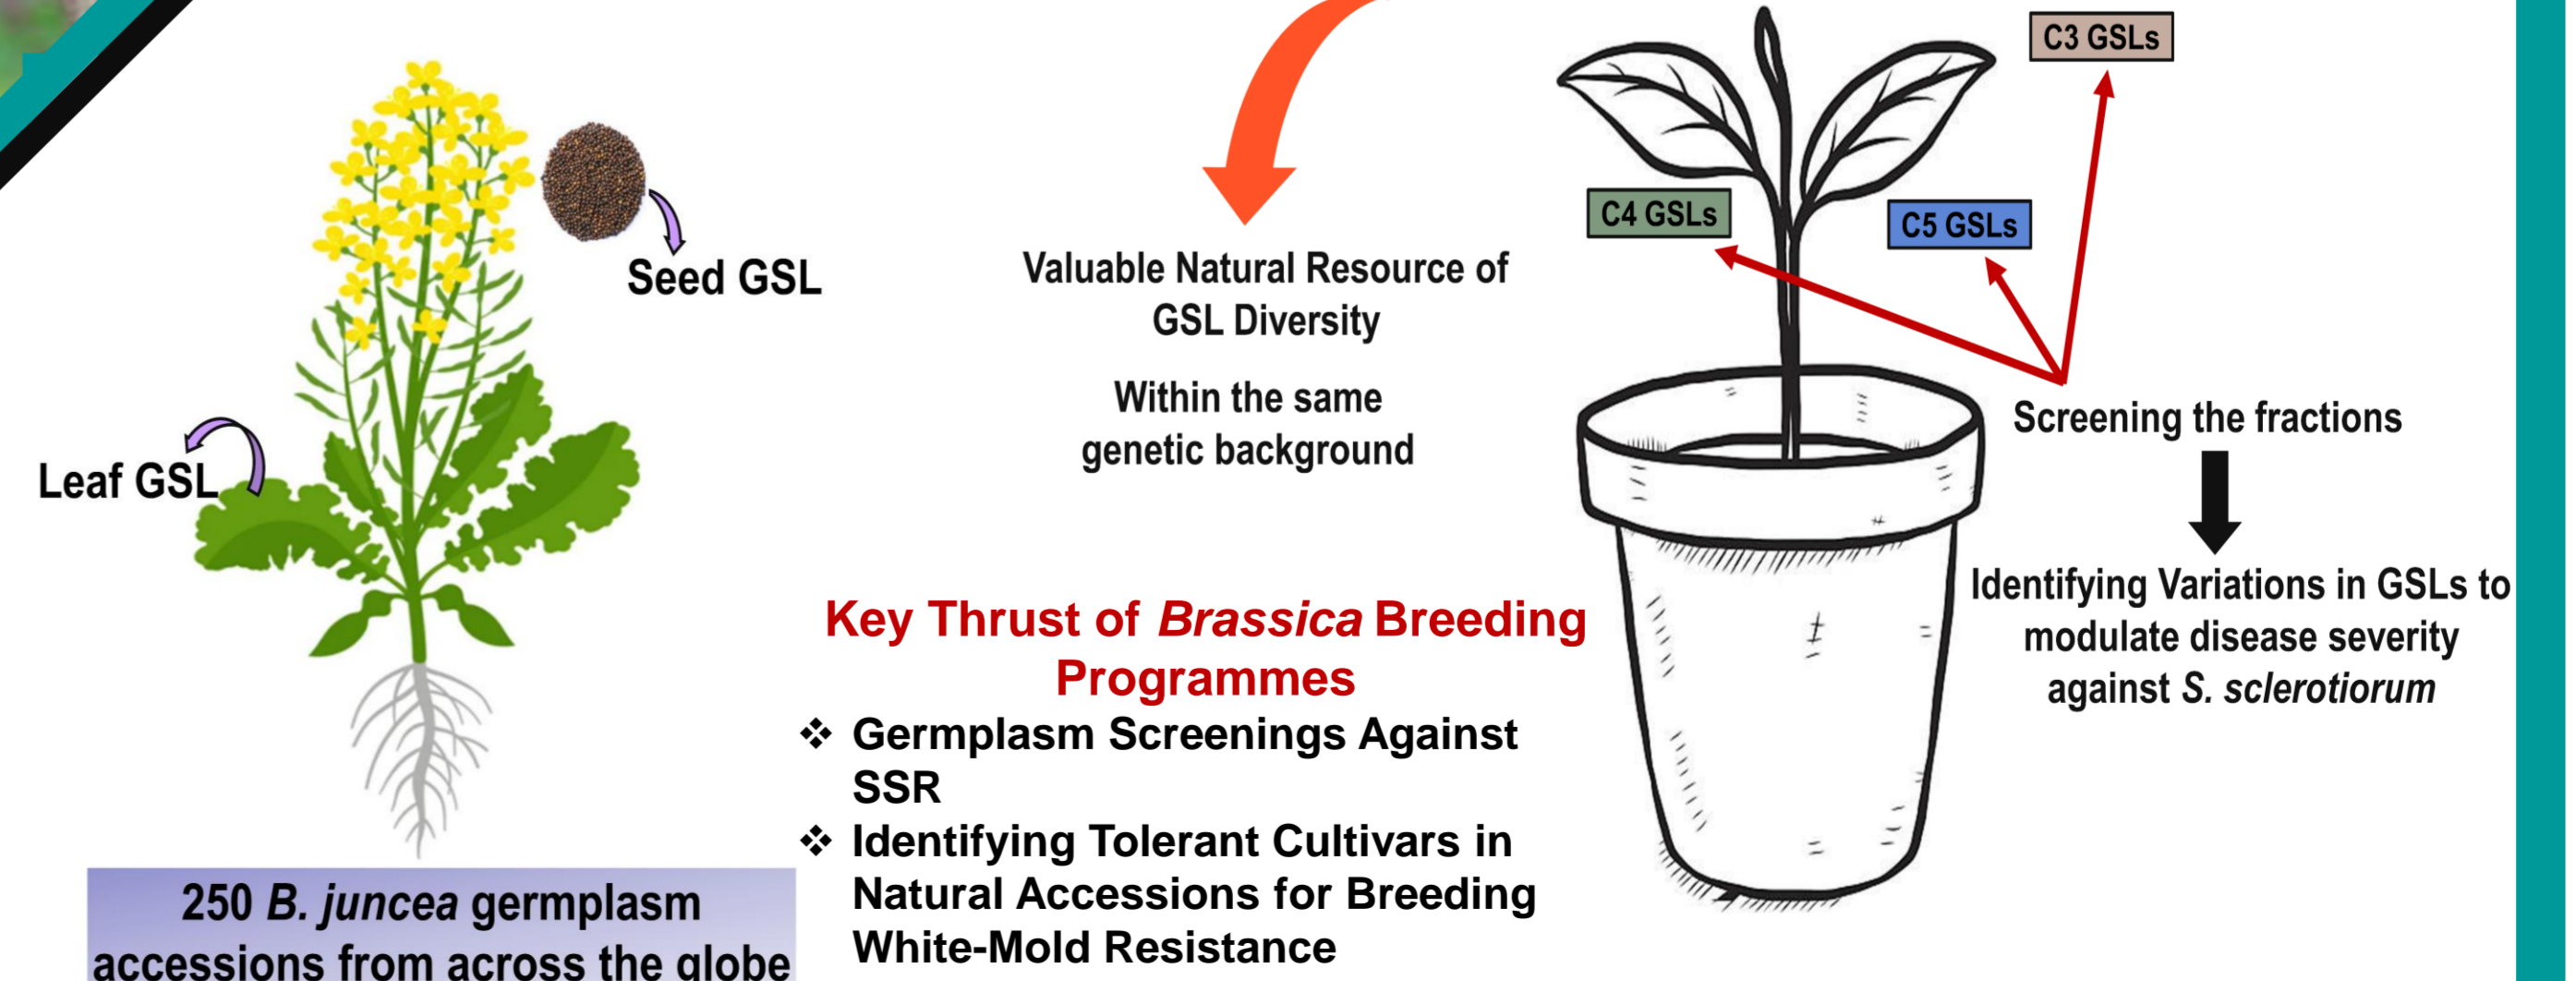 Seed GSL
Leaf GSL
250 B. juncea germplasm
accessions from across the globe
Valuable Natural Resource of
GSL Diversity
Within the same
genetic background
Key Thrust of Brassica Breeding
Programmes
❖ Germplasm Screenings Against
SSR
❖ Identifying Tolerant Cultivars in
Natural Accessions for Breeding
White-Mold Resistance
C3 GSLs
C4 GSLs
C5 GSLs
Screening the fractions
Identifying Variations in GSLs to
modulate disease severity
against S. sclerotiorum